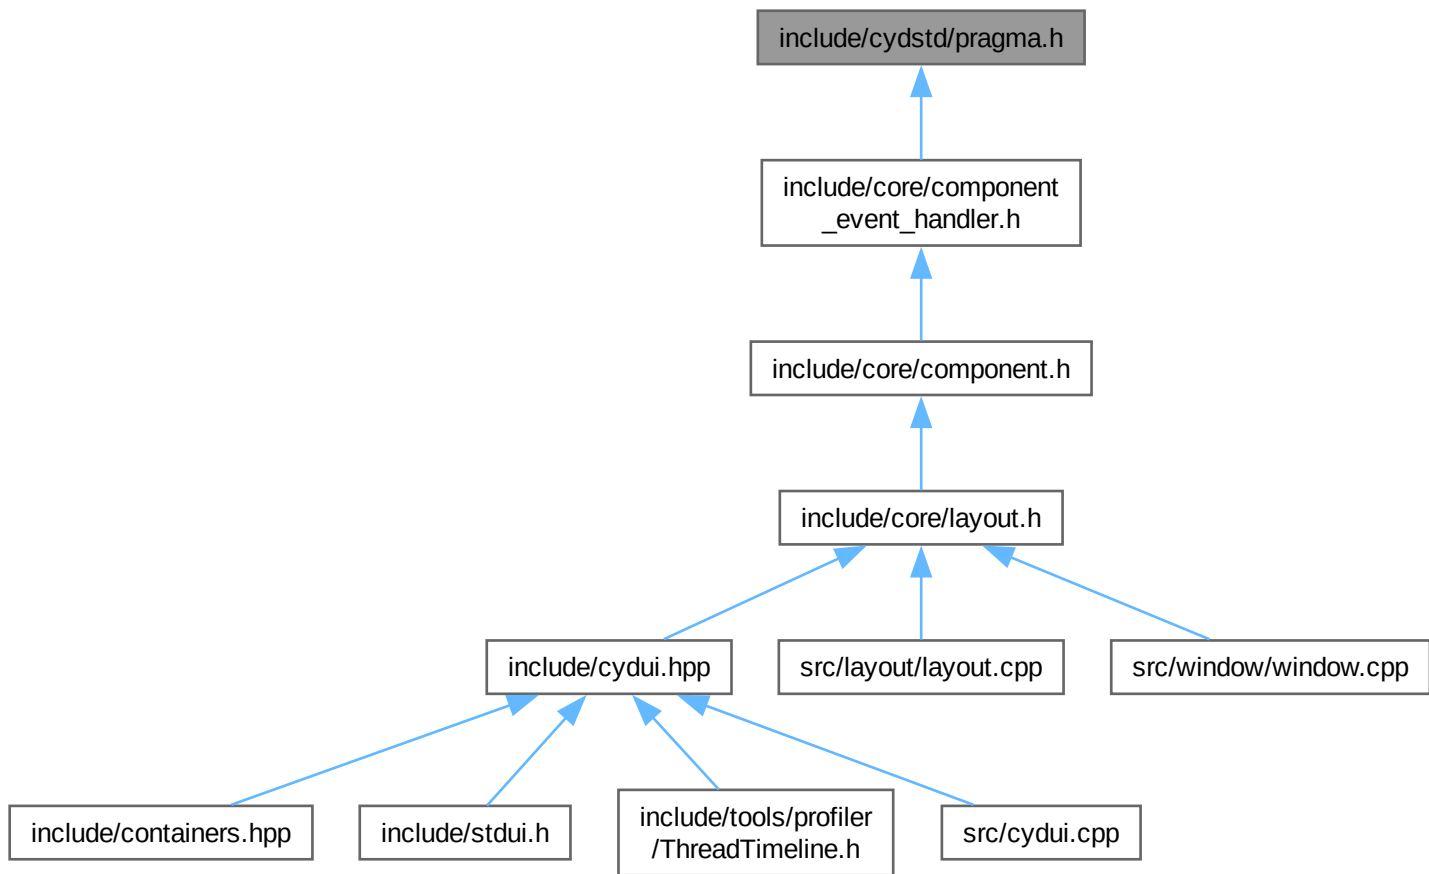 include/cydstd/pragma.h
include/core/component
_event_handler.h
include/core/component.h
include/core/layout.h
include/cydui.hpp
src/layout/layout.cpp
src/window/window.cpp
include/containers.hpp
include/stdui.h
include/tools/profiler
/ThreadTimeline.h
src/cydui.cpp